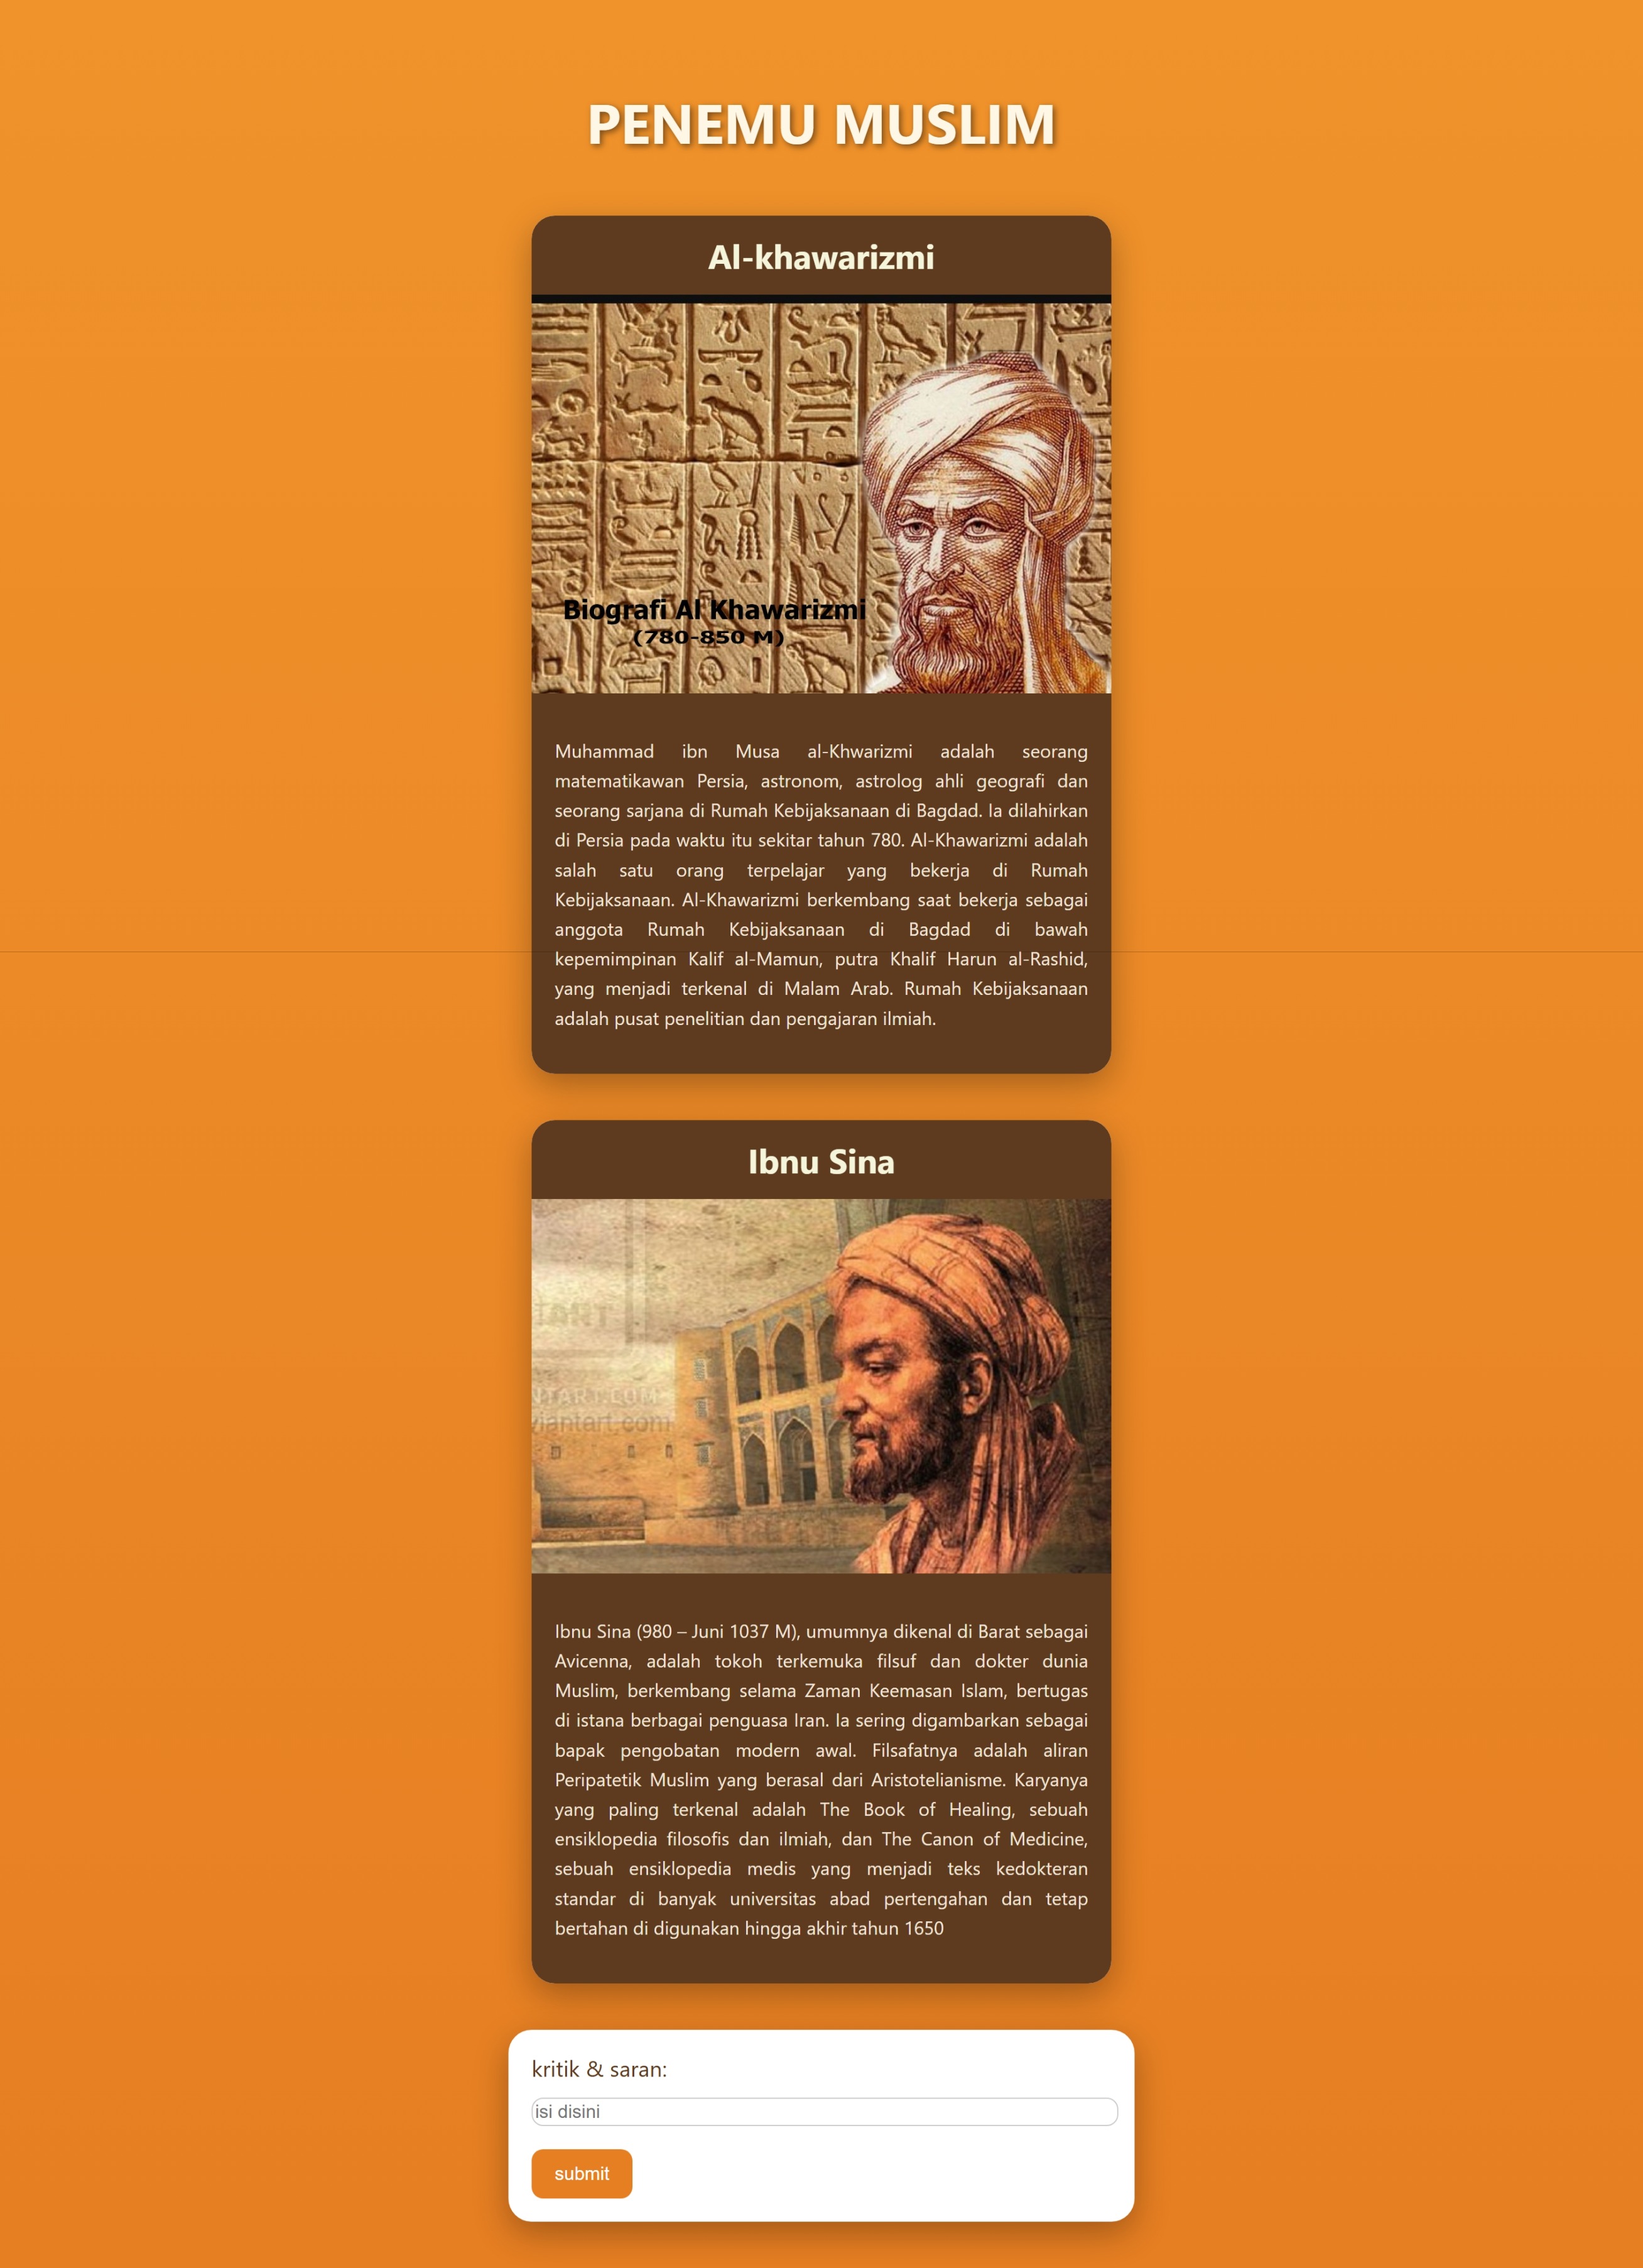 PENEMU MUSLIM
Al-khawarizmi
Biografi Al Khawarizmi
(780-850 M)
Muhammad ibn Musa al-Khwarizmi adalah seorang
matematikawan Persia, astronom, astrolog ahli geografi dan
seorang sarjana di Rumah Kebijaksanaan di Bagdad. Ia dilahirkan
di Persia pada waktu itu sekitar tahun 780. Al-Khawarizmi adalah
salah satu orang terpelajar yang bekerja di Rumah
Kebijaksanaan. Al-Khawarizmi berkembang saat bekerja sebagai
anggota Rumah Kebijaksanaan di Bagdad di bawah
kepemimpinan Kalif al-Mamun, putra Khalif Harun al-Rashid,
yang menjadi terkenal di Malam Arab. Rumah Kebijaksanaan
adalah pusat penelitian dan pengajaran ilmiah.
Ibnu Sina
NTART.COM
viantart.com
Ibnu Sina (980 – Juni 1037 M), umumnya dikenal di Barat sebagai
Avicenna, adalah tokoh terkemuka filsuf dan dokter dunia
Muslim, berkembang selama Zaman Keemasan Islam, bertugas
di istana berbagai penguasa Iran. Ia sering digambarkan sebagai
bapak pengobatan modern awal. Filsafatnya adalah aliran
Peripatetik Muslim yang berasal dari Aristotelianisme. Karyanya
yang paling terkenal adalah The Book of Healing, sebuah
ensiklopedia filosofis dan ilmiah, dan The Canon of Medicine,
sebuah ensiklopedia medis yang menjadi teks kedokteran
standar di banyak universitas abad pertengahan dan tetap
bertahan di digunakan hingga akhir tahun 1650
kritik & saran:
isi disini
submit